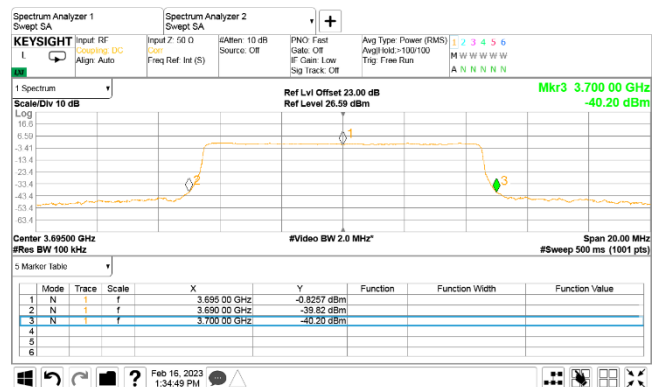 Spectrum Analyzer 1
Swept SA
Spectrum Analyzer 2
Swept SA
+
KEYSIGHT
L
Input: RF
Coupling: DC
Align: Auto
Input Z: 50 Ω
Corr
Freq Ref: Int (S)
#Atten: 10 dB
Source: Off
PNO: Fast
Gate: Off
IF Gain: Low
Sig Track: Off
Avg Type: Power (RMS)
Avg|Hold:>100/100
Trig: Free Run
1 2 3 4 5 6
M W W W W W
A N N N N N
1 Spectrum
Scale/Div 10 dB
Ref Lvl Offset 23.00 dB
Ref Level 26.59 dBm
Mkr3 3.700 00 GHz
-40.20 dBm
Log
16.6
6.59
-3.41
-13.4
-23.4
-33.4
-43.4
-53.4
-63.4
1
2
3
Center 3.69500 GHz
#Res BW 100 kHz
#Video BW 2.0 MHz*
Span 20.00 MHz
#Sweep 500 ms (1001 pts)
5 Marker Table
Mode Trace Scale X Y Function Function Width Function Value
1 N 1 f 3.695 00 GHz -0.8257 dBm
2 N 1 f 3.690 00 GHz -39.82 dBm
3 N 1 f 3.700 00 GHz -40.20 dBm
4
5
6
?
Feb 16, 2023
1:34:49 PM